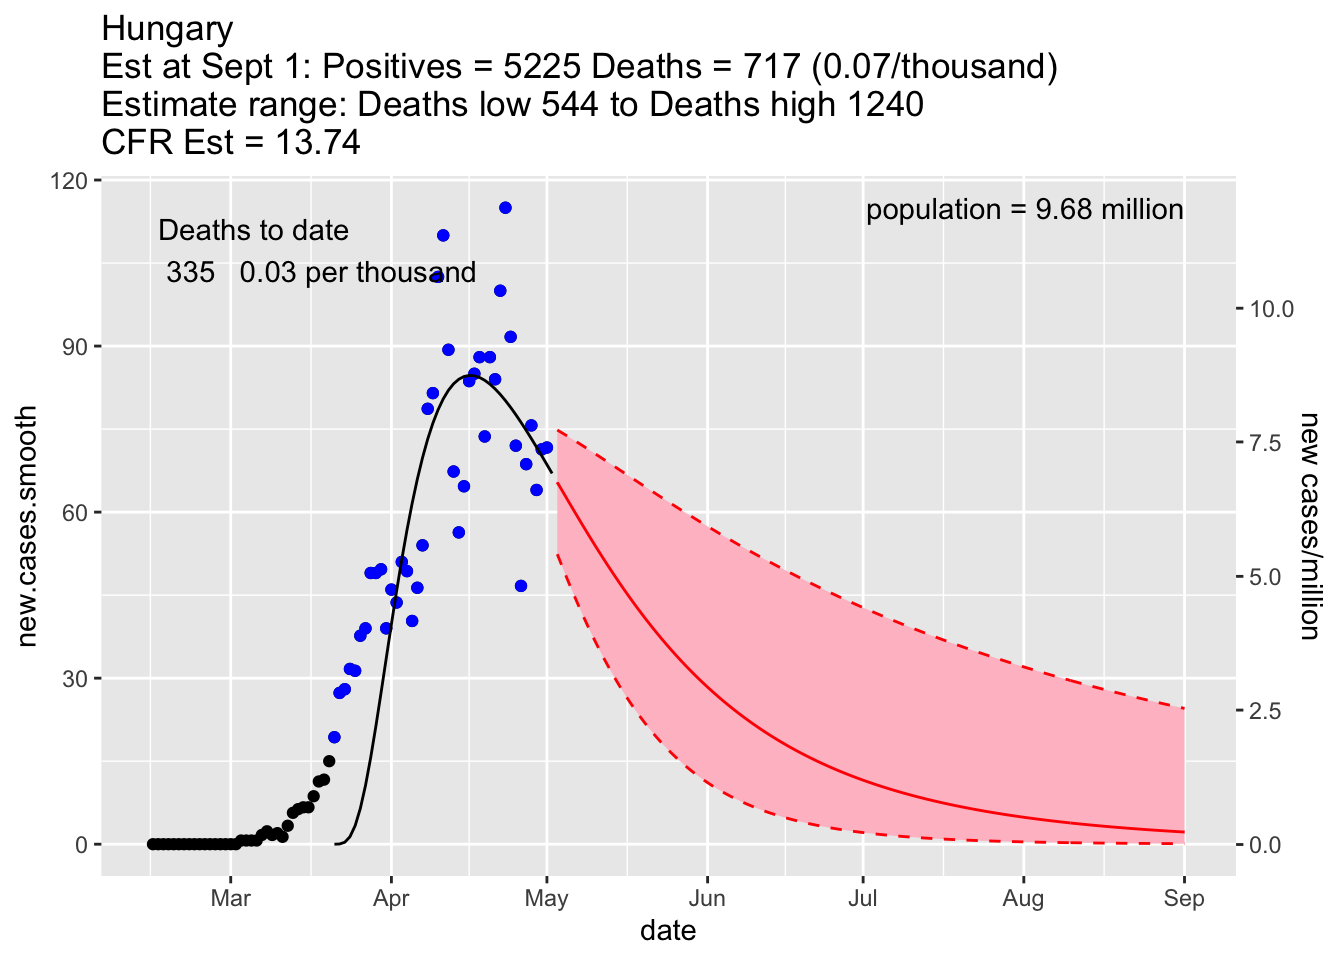 Hungary
Est at Sept 1: Positives = 5225 Deaths = 717 (0.07/thousand)
Estimate range: Deaths low 544 to Deaths high 1240
CFR Est = 13.74
120
90
60
30
0
new.cases.smooth
Deaths to date
335 0.03 per thousand
population = 9.68 million
10.0
7.5
5.0
2.5
0.0
new cases/million
Mar Apr May Jun Jul Aug Sep
date